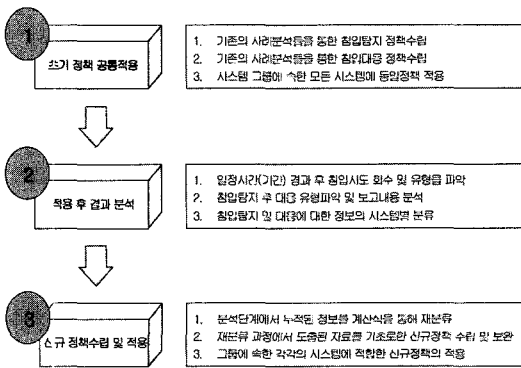 1
초기 정책 공통적용
1. 기존의 사례분석들을 통한 침입탐지 정책수립
2. 기존의 사례분석들을 통한 침입대응 정책수립
3. 시스템 그룹에 속한 모든 시스템에 동일정책 적용
2
적용 후 결과 분석
1. 일정시간(기간) 경과 후 침입시도 회수 및 유형을 파악
2. 침입탐지 후 대응 유형파악 및 보고내용 분석
3. 침입탐지 및 대응에 대한 정보의 시스템별 분류
3
신규 정책수립 및 적용
1. 분석단계에서 누적된 정보를 계산식을 통해 재분류
2. 재분류 과정에서 도출된 자료를 기초로한 신규정책 수립 및 보완
3. 그룹에 속한 각각의 시스템에 적합한 신규정책의 적용